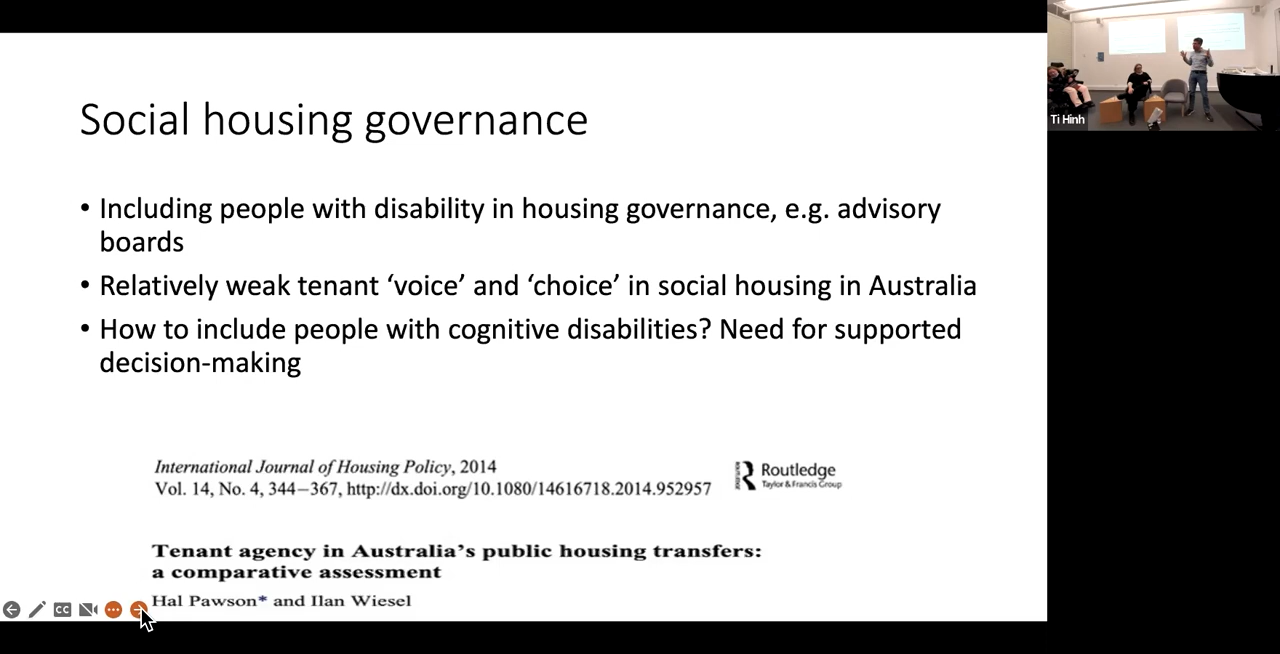 Social housing governance
• Including people with disability in housing governance, e.g. advisory
boards
• Relatively weak tenant ‘voice’ and ‘choice’ in social housing in Australia
• How to include people with cognitive disabilities? Need for supported
decision-making
International Journal of Housing Policy, 2014
Vol. 14, No. 4, 344–367, http://dx.doi.org/10.1080/14616718.2014.952957
Routledge
Taylor & Francis Group
Tenant agency in Australia’s public housing transfers:
a comparative assessment
Hal Pawson* and Ilan Wiesel
CC
Ti Hinh